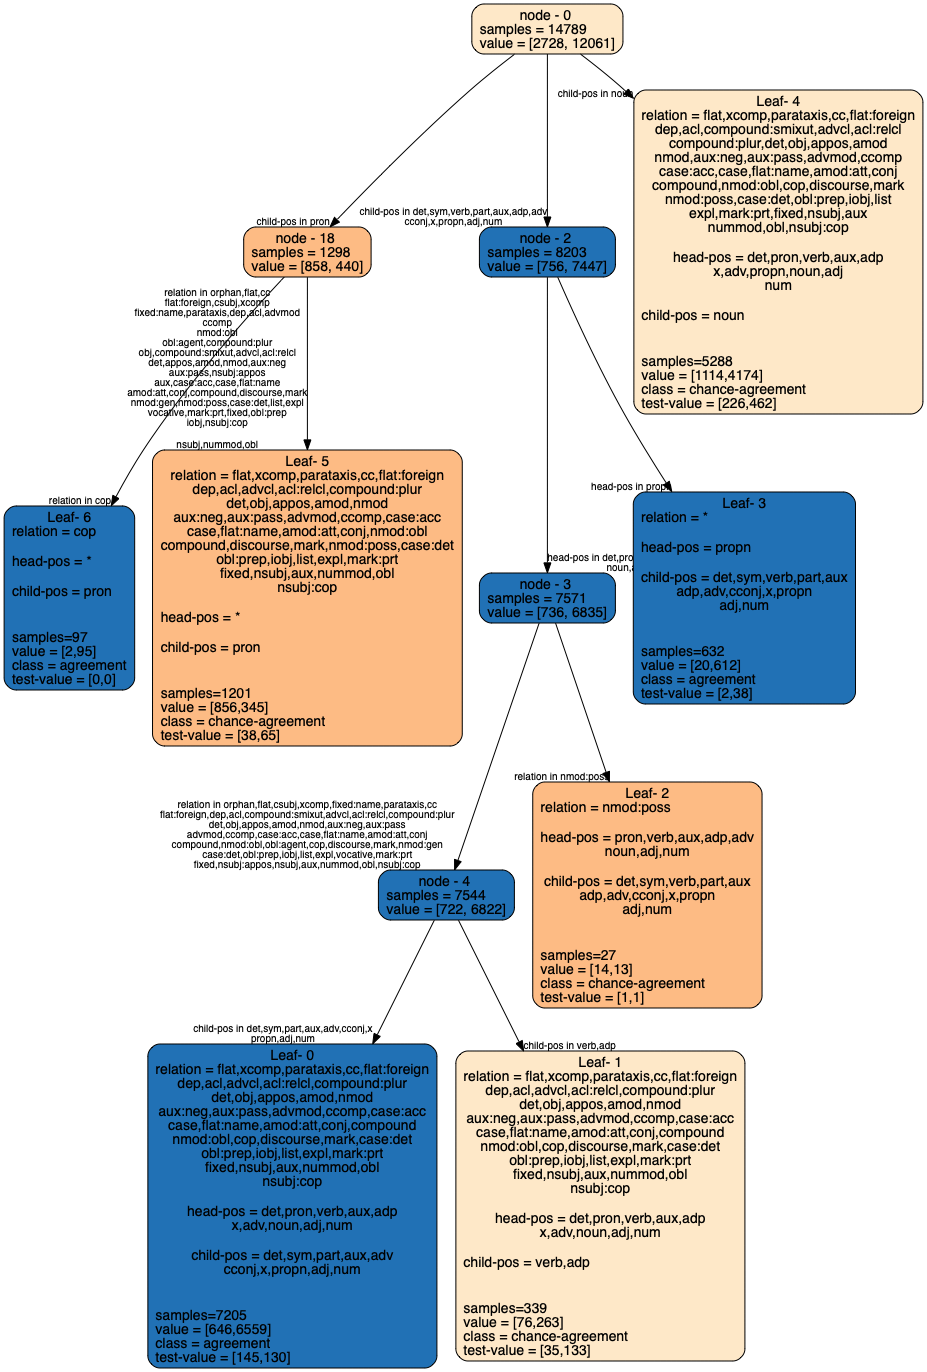 node - 0
samples = 14789
value = [2728, 12061]
child-pos in noun
Leaf- 4
relation = flat,xcomp,parataxis,cc,flat:foreign
dep,acl,compound:smixut,advcl,acl:relcl
compound:plur,det,obj,appos,amod
nmod,aux:neg,aux:pass,advmod,ccomp
case:acc,case,flat:name,amod:att,conj
compound,nmod:obl,cop,discourse,mark
nmod:poss,case:det,obl:prep,iobj,list
expl,mark:prt,fixed,nsubj,aux
nummod,obl,nsubj:cop
head-pos = det,pron,verb,aux,adp
x,adv,propn,noun,adj
num
child-pos = noun
samples=5288
value = [1114,4174]
class = chance-agreement
test-value = [226,462]
child-pos in pron
child-pos in det,sym,verb,part,aux,adp,adv
cconj,x,propn,adj,num
node - 18
samples = 1298
value = [858, 440]
node - 2
samples = 8203
value = [756, 7447]
relation in orphan,flat,cc
flat:foreign,csubj,xcomp
fixed:name,parataxis,dep,acl,advmod
ccomp
nmod:obl
obl:agent,compound:plur
obj,compound:smixut,advcl,acl:relcl
det,appos,amod,nmod,aux:neg
aux:pass,nsubj:appos
aux,case:acc,case,flat:name
amod:att,conj,compound,discourse,mark
nmod:gen,nmod:poss,case:det,list,expl
vocative,mark:prt,fixed,obl:prep
iobj,nsubj:cop
nsubj,nummod,obl
relation in cop
Leaf- 6
relation = cop
head-pos = *
child-pos = pron
samples=97
value = [2,95]
class = agreement
test-value = [0,0]
Leaf- 5
relation = flat,xcomp,parataxis,cc,flat:foreign
dep,acl,advcl,acl:relcl,compound:plur
det,obj,appos,amod,nmod
aux:neg,aux:pass,advmod,ccomp,case:acc
case,flat:name,amod:att,conj,nmod:obl
compound,discourse,mark,nmod:poss,case:det
obl:prep,iobj,list,expl,mark:prt
fixed,nsubj,aux,nummod,obl
nsubj:cop
head-pos = *
child-pos = pron
samples=1201
value = [856,345]
class = chance-agreement
test-value = [38,65]
head-pos in propn
Leaf- 3
relation = *
head-pos = propn
child-pos = det,sym,verb,part,aux
adp,adv,cconj,x,propn
adj,num
samples=632
value = [20,612]
class = agreement
test-value = [2,38]
head-pos in det
node - 3
samples = 7571
value = [736, 6835]
relation in nmod:poss
Leaf- 2
relation = nmod:poss
head-pos = pron,verb,aux,adp,adv
noun,adj,num
child-pos = det,sym,verb,part,aux
adp,adv,cconj,x,propn
adj,num
samples=27
value = [14,13]
class = chance-agreement
test-value = [1,1]
relation in orphan,flat,csubj,xcomp,fixed:name,parataxis,cc
flat:foreign,dep,acl,compound:smixut,advcl,acl:relcl,compound:plur
det,obj,appos,amod,nmod,aux:neg,aux:pass
advmod,ccomp,case:acc,case,flat:name,amod:att,conj
compound,nmod:obl,obl:agent,cop,discourse,mark,nmod:gen
case:det,obl:prep,iobj,list,expl,vocative,mark:prt
fixed,nsubj:appos,nsubj,aux,nummod,obl,nsubj:cop
node - 4
samples = 7544
value = [722, 6822]
child-pos in det,sym,part,aux,adv,cconj,x
propn,adj,num
child-pos in verb,adp
Leaf- 0
relation = flat,xcomp,parataxis,cc,flat:foreign
dep,acl,advcl,acl:relcl,compound:plur
det,obj,appos,amod,nmod
aux:neg,aux:pass,advmod,ccomp,case:acc
case,flat:name,amod:att,conj,compound
nmod:obl,cop,discourse,mark,case:det
obl:prep,iobj,list,expl,mark:prt
fixed,nsubj,aux,nummod,obl
nsubj:cop
head-pos = det,pron,verb,aux,adp
x,adv,noun,adj,num
child-pos = det,sym,part,aux,adv
cconj,x,propn,adj,num
samples=7205
value = [646,6559]
class = agreement
test-value = [145,130]
Leaf- 1
relation = flat,xcomp,parataxis,cc,flat:foreign
dep,acl,advcl,acl:relcl,compound:plur
det,obj,appos,amod,nmod
aux:neg,aux:pass,advmod,ccomp,case:acc
case,flat:name,amod:att,conj,compound
nmod:obl,cop,discourse,mark,case:det
obl:prep,iobj,list,expl,mark:prt
fixed,nsubj,aux,nummod,obl
nsubj:cop
head-pos = det,pron,verb,aux,adp
x,adv,noun,adj,num
child-pos = verb,adp
samples=339
value = [76,263]
class = chance-agreement
test-value = [35,133]